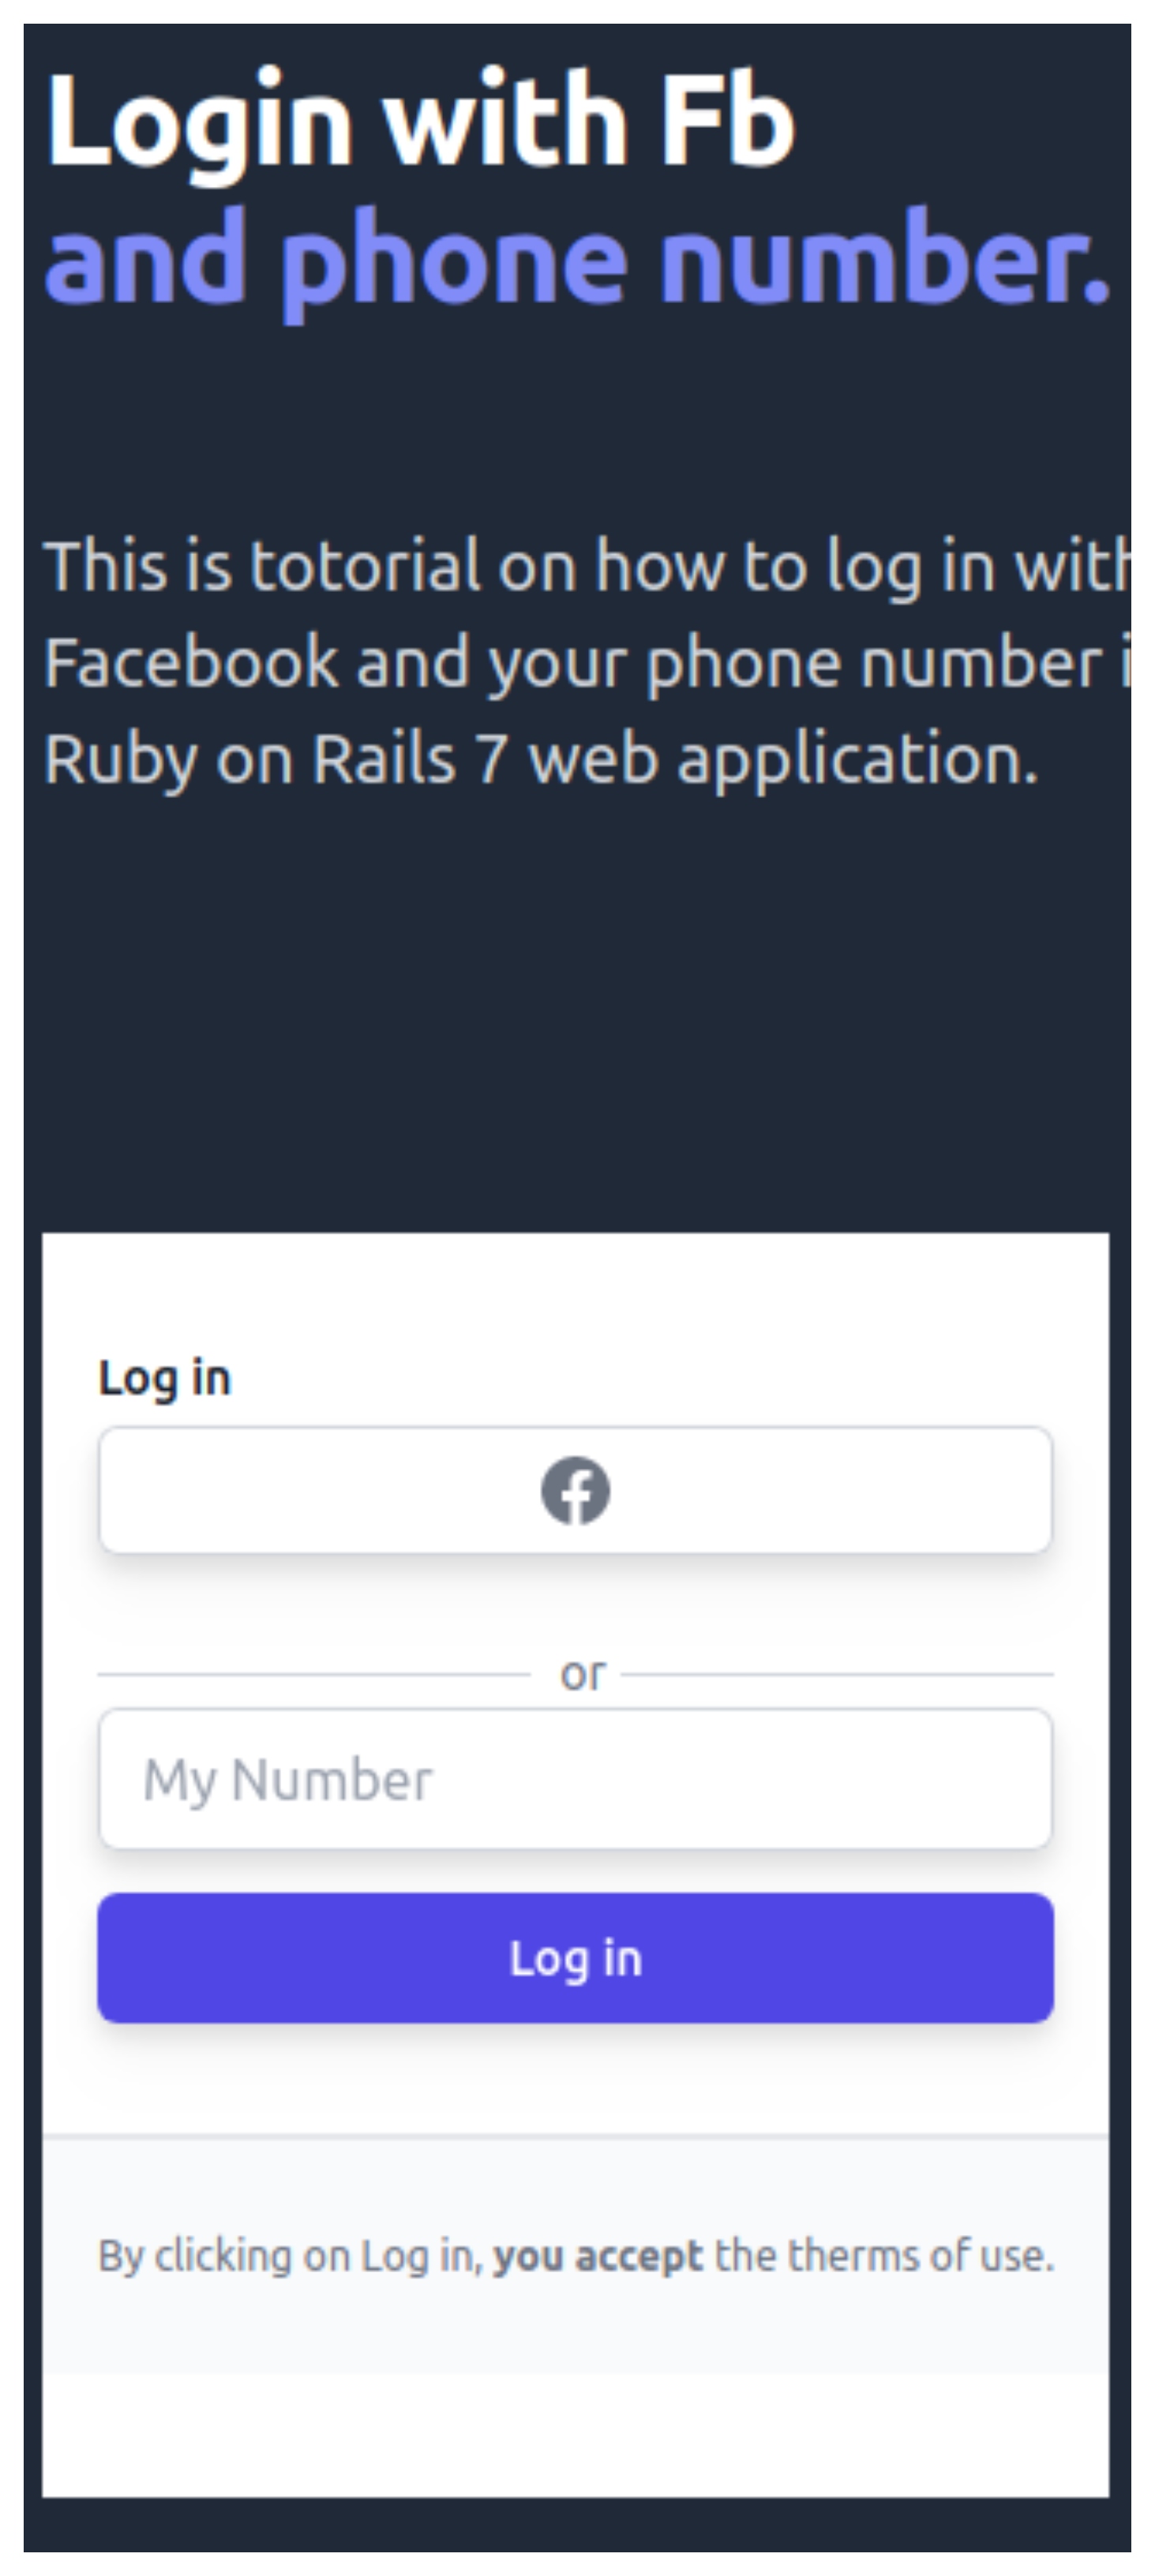 Login with Fb
and phone number.
This is totorial on how to log in with
Facebook and your phone number
Ruby on Rails 7 web application.
Log in
or
My Number
Log in
By clicking on Log in, you accept the therms of use.